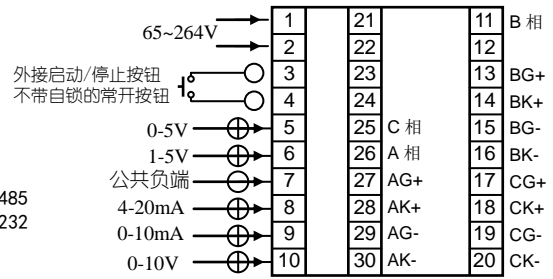 65~264V 1 21 11 B 相
2 22 12
外接启动/停止按钮 3 23 13 BG+
不带自锁的常开按钮 4 24 14 BK+
0-5V 5 25 C 相 15 BG-
1-5V 6 26 A 相 16 BK-
公共负端 7 27 AG+ 17 CG+
485 4-20mA 8 28 AK+ 18 CK+
232 0-10mA 9 29 AG- 19 CG-
0-10V 10 30 AK- 20 CK-